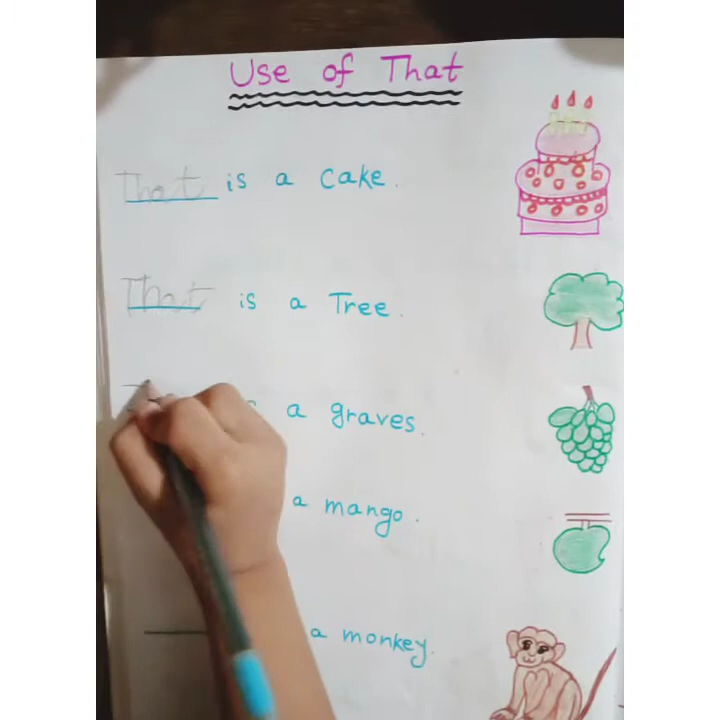 Use of That
That is a cake.
That is a Tree.
a graves.
a mango.
a monkey.